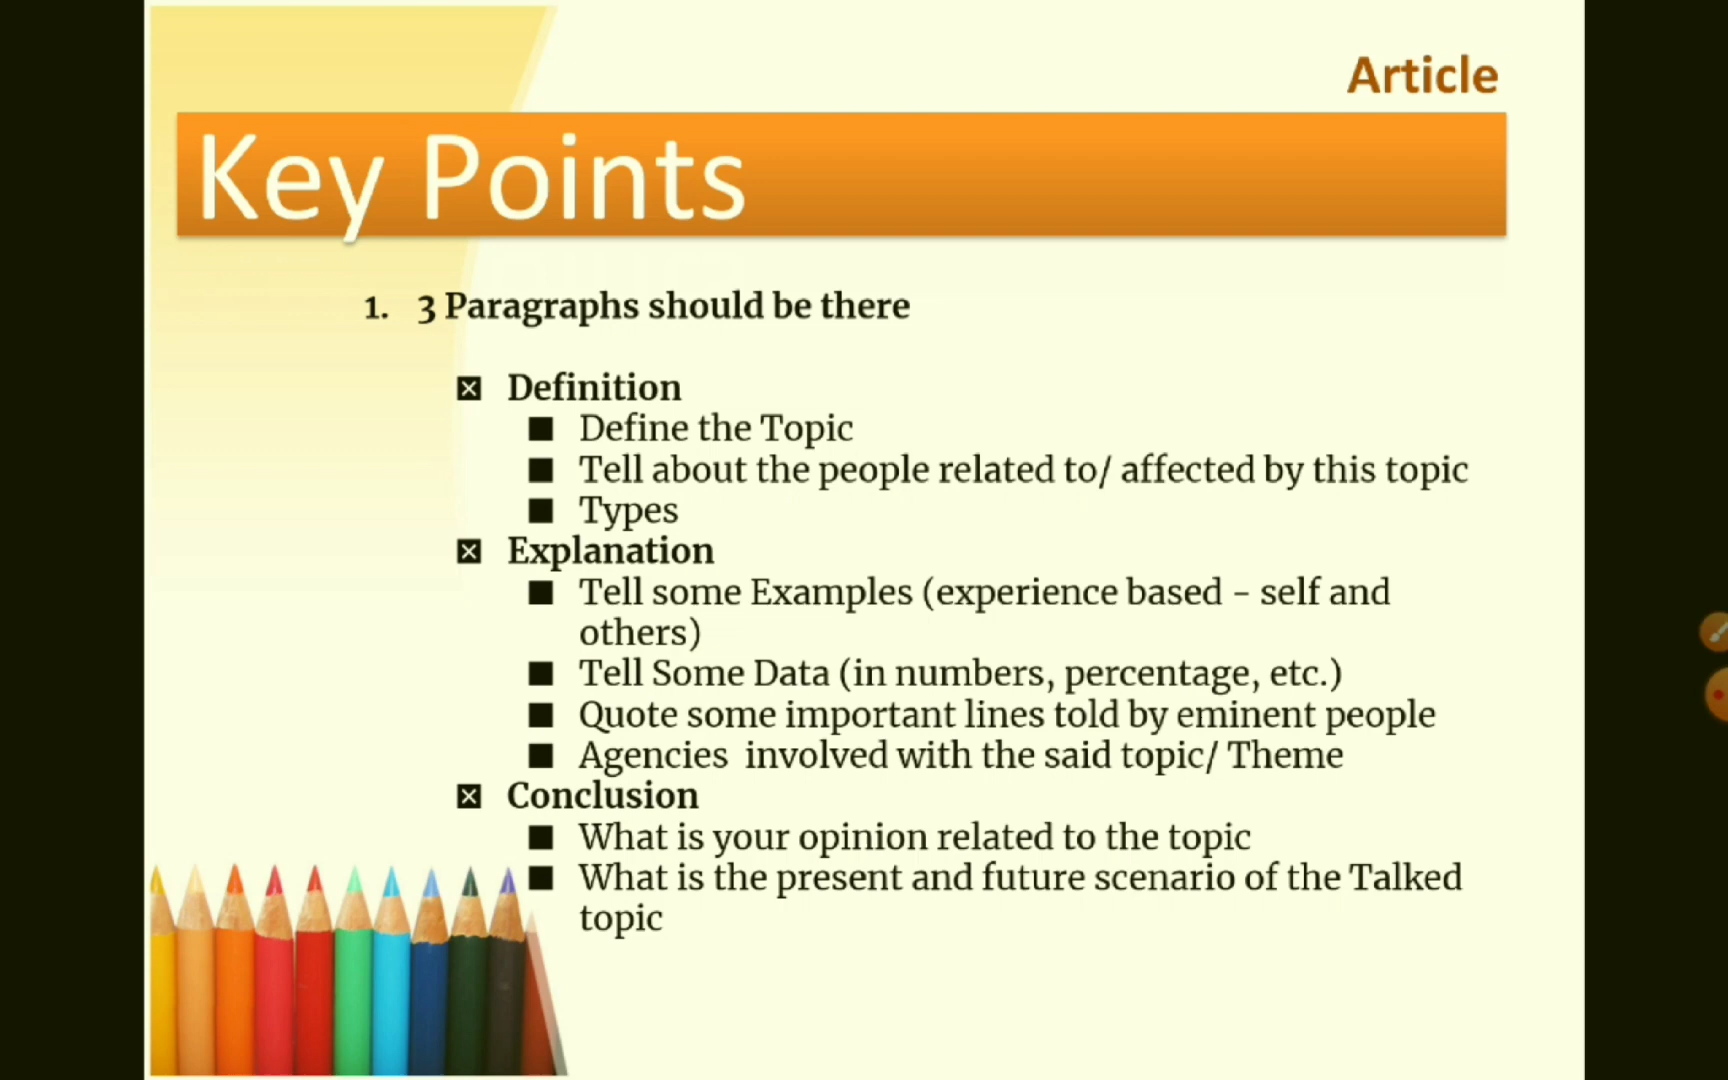 Article
Key Points
1. 3 Paragraphs should be there
Definition
Define the Topic
Tell about the people related to/ affected by this topic
Types
Explanation
Tell some Examples (experience based - self and
others)
Tell Some Data (in numbers, percentage, etc.)
Quote some important lines told by eminent people
Agencies involved with the said topic/ Theme
Conclusion
What is your opinion related to the topic
What is the present and future scenario of the Talked
topic